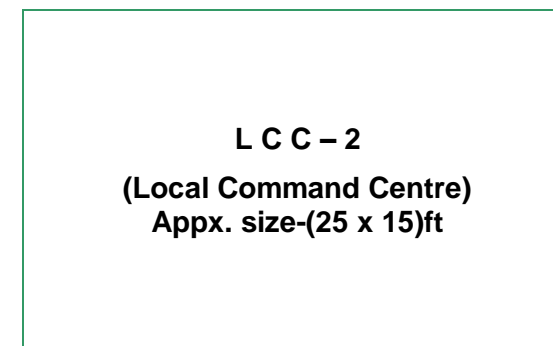 L C C – 2
(Local Command Centre)
Appx. size-(25 x 15)ft